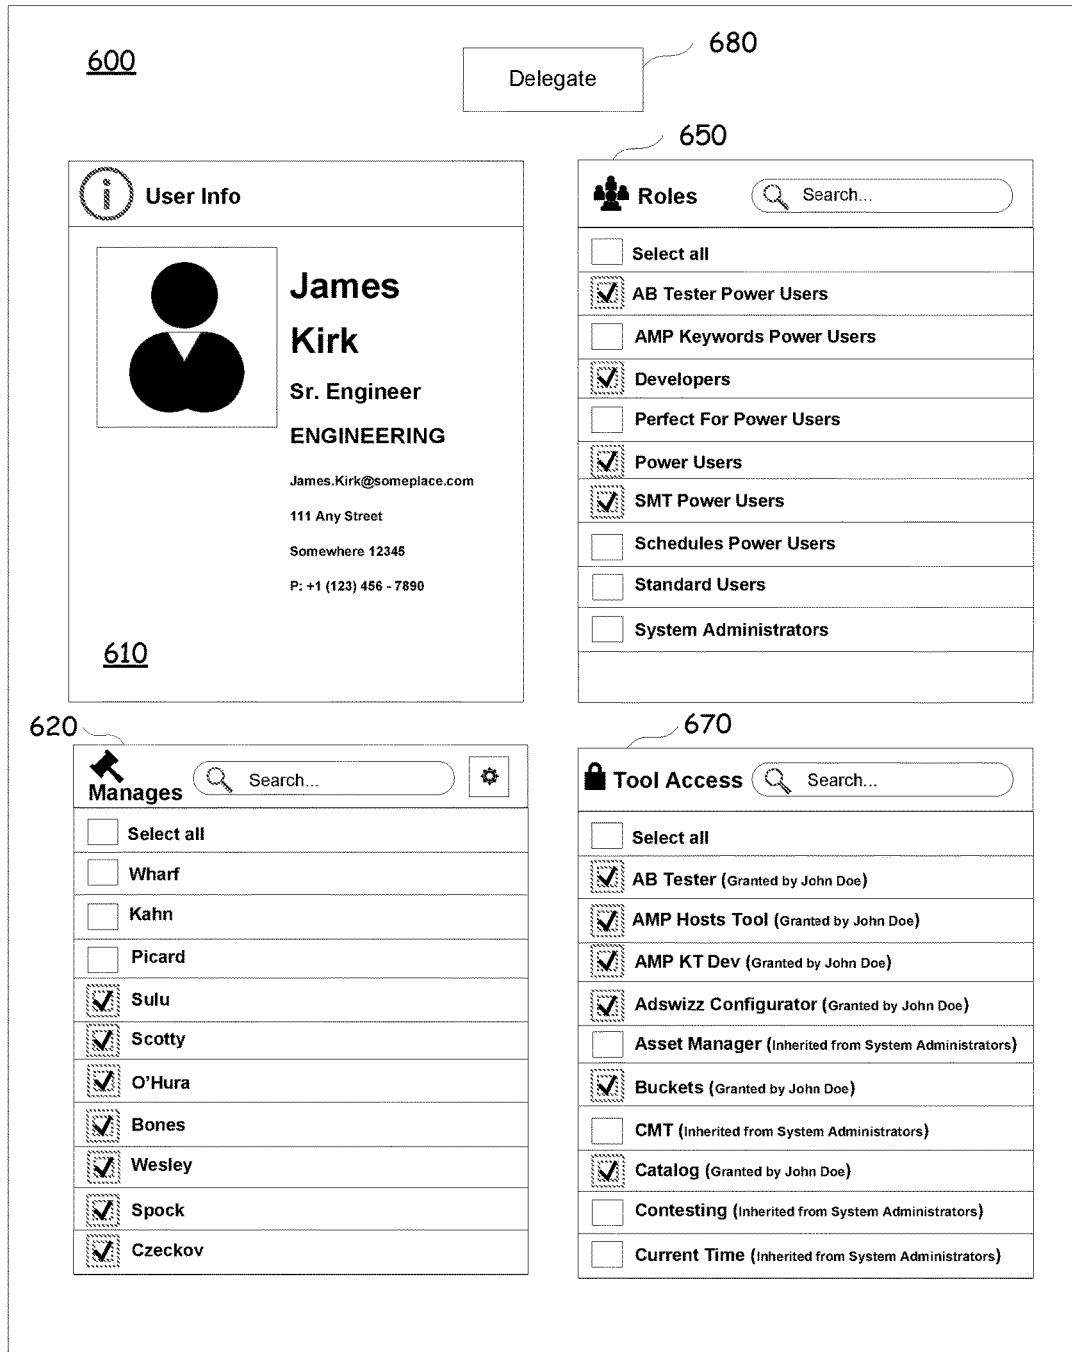 600
Delegate
680
User Info
James
Kirk
Sr. Engineer
ENGINEERING
James.Kirk@someplace.com
111 Any Street
Somewhere 12345
P: +1 (123) 456 - 7890
610
650
Roles
Search...
Select all
AB Tester Power Users
AMP Keywords Power Users
Developers
Perfect For Power Users
Power Users
SMT Power Users
Schedules Power Users
Standard Users
System Administrators
620
Manages
Search...
Select all
Wharf
Kahn
Picard
Sulu
Scotty
O'Hura
Bones
Wesley
Spock
Czeckov
670
Tool Access
Search...
Select all
AB Tester (Granted by John Doe)
AMP Hosts Tool (Granted by John Doe)
AMP KT Dev (Granted by John Doe)
Adswizz Configurator (Granted by John Doe)
Asset Manager (Inherited from System Administrators)
Buckets (Granted by John Doe)
CMT (Inherited from System Administrators)
Catalog (Granted by John Doe)
Contesting (Inherited from System Administrators)
Current Time (Inherited from System Administrators)